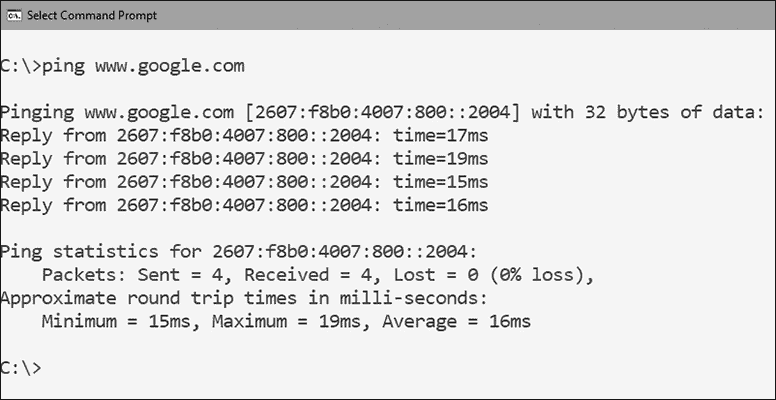 Select Command Prompt
C:\>ping www.google.com
Pinging www.google.com [2607:f8b0:4007:800::2004] with 32 bytes of data:
Reply from 2607:f8b0:4007:800::2004: time=17ms
Reply from 2607:f8b0:4007:800::2004: time=19ms
Reply from 2607:f8b0:4007:800::2004: time=15ms
Reply from 2607:f8b0:4007:800::2004: time=16ms
Ping statistics for 2607:f8b0:4007:800::2004:
    Packets: Sent = 4, Received = 4, Lost = 0 (0% loss),
Approximate round trip times in milli-seconds:
    Minimum = 15ms, Maximum = 19ms, Average = 16ms
C:\>